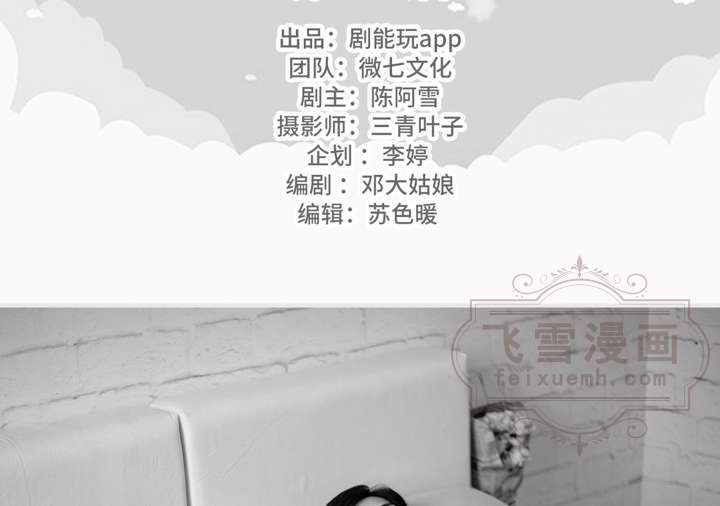 出品：剧能玩app
团队：微七文化
剧主：陈阿雪
摄影师：三青叶子
企划：李婷
编剧：邓大姑娘
编辑：苏色暖
飞雪漫画
feixuemh.com